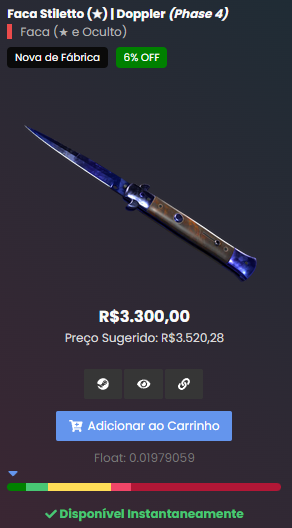 Faca Stiletto (★) | Doppler (Phase 4)
Faca (★ e Oculto)
Nova de Fábrica 6% OFF
R$3.300,00
Preço Sugerido: R$3.520,28
Adicionar ao Carrinho
Float: 0.01979059
Disponível Instantaneamente